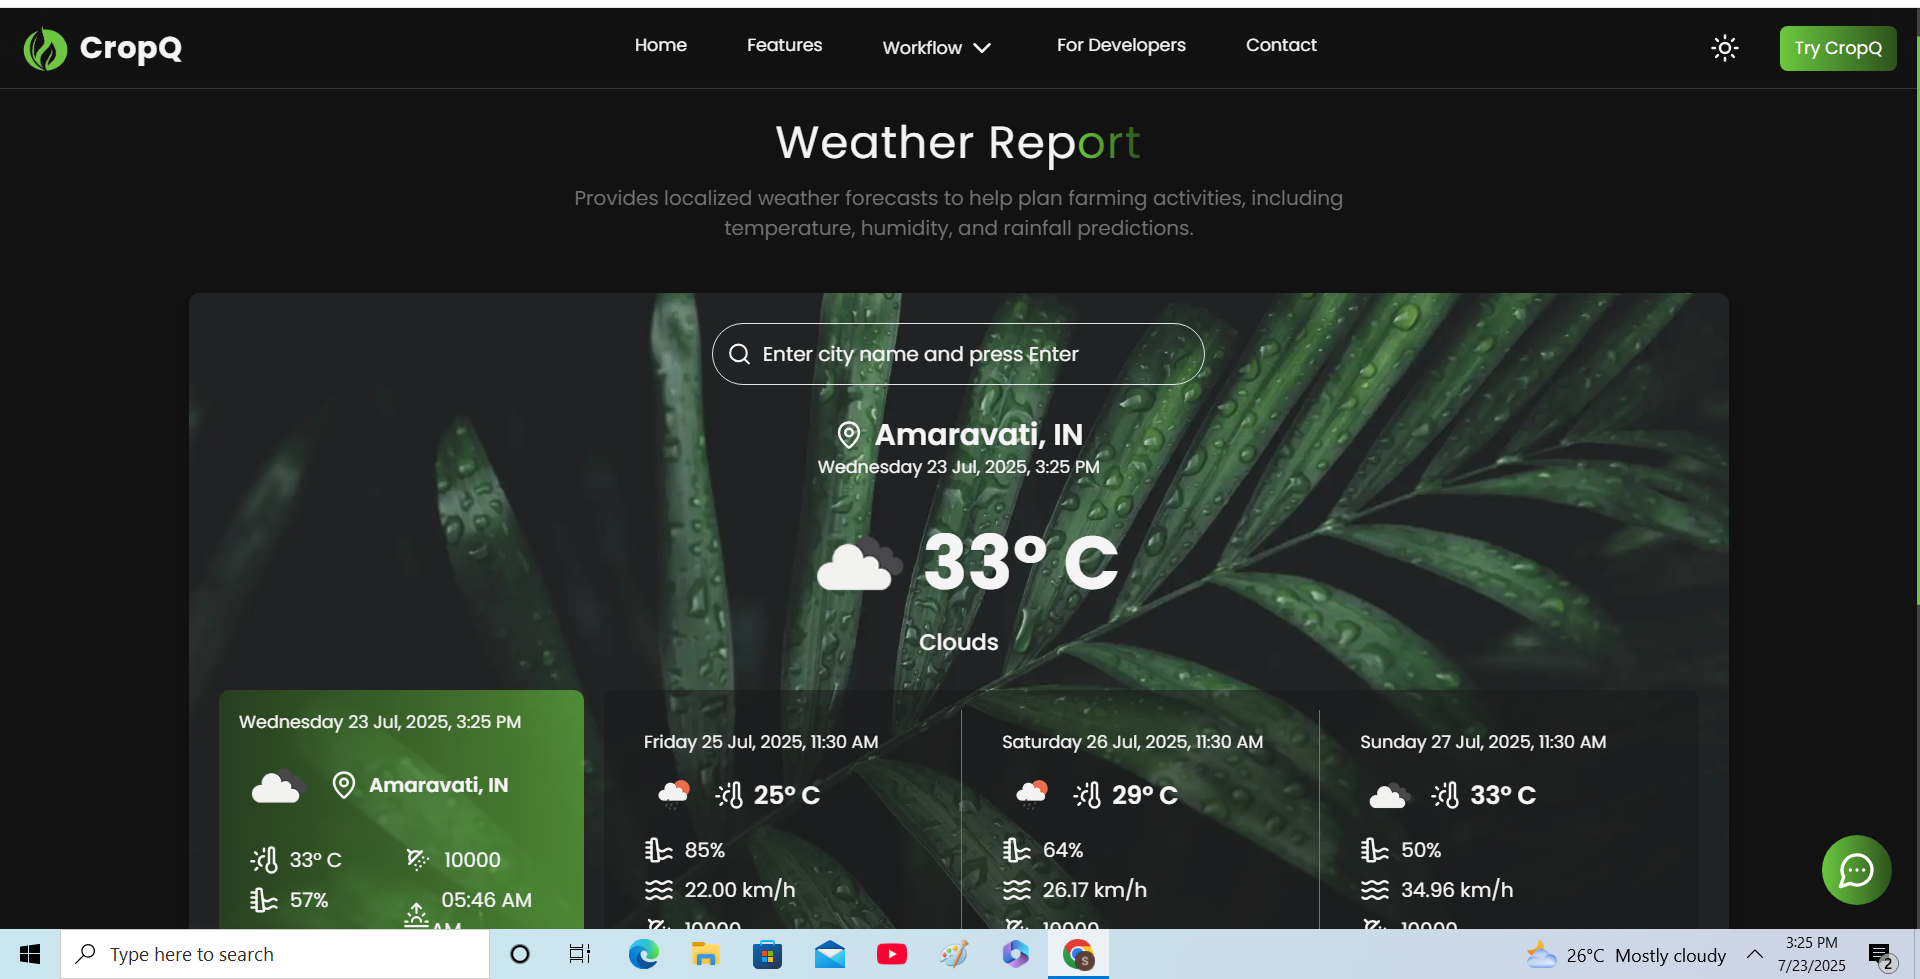 CropQ
Home Features Workflow For Developers Contact
Try CropQ
Weather Report
Provides localized weather forecasts to help plan farming activities, including
temperature, humidity, and rainfall predictions.
Enter city name and press Enter
Amaravati, IN
Wednesday 23 Jul, 2025, 3:25 PM
33° C
Clouds
Wednesday 23 Jul, 2025, 3:25 PM
Amaravati, IN
33° C 10000
57% 05:46 AM
AM
Friday 25 Jul, 2025, 11:30 AM
25° C
85%
22.00 km/h
10000
Saturday 26 Jul, 2025, 11:30 AM
29° C
64%
26.17 km/h
10000
Sunday 27 Jul, 2025, 11:30 AM
33° C
50%
34.96 km/h
10000
Type here to search
S
26°C Mostly cloudy
3:25 PM
7/23/2025
2